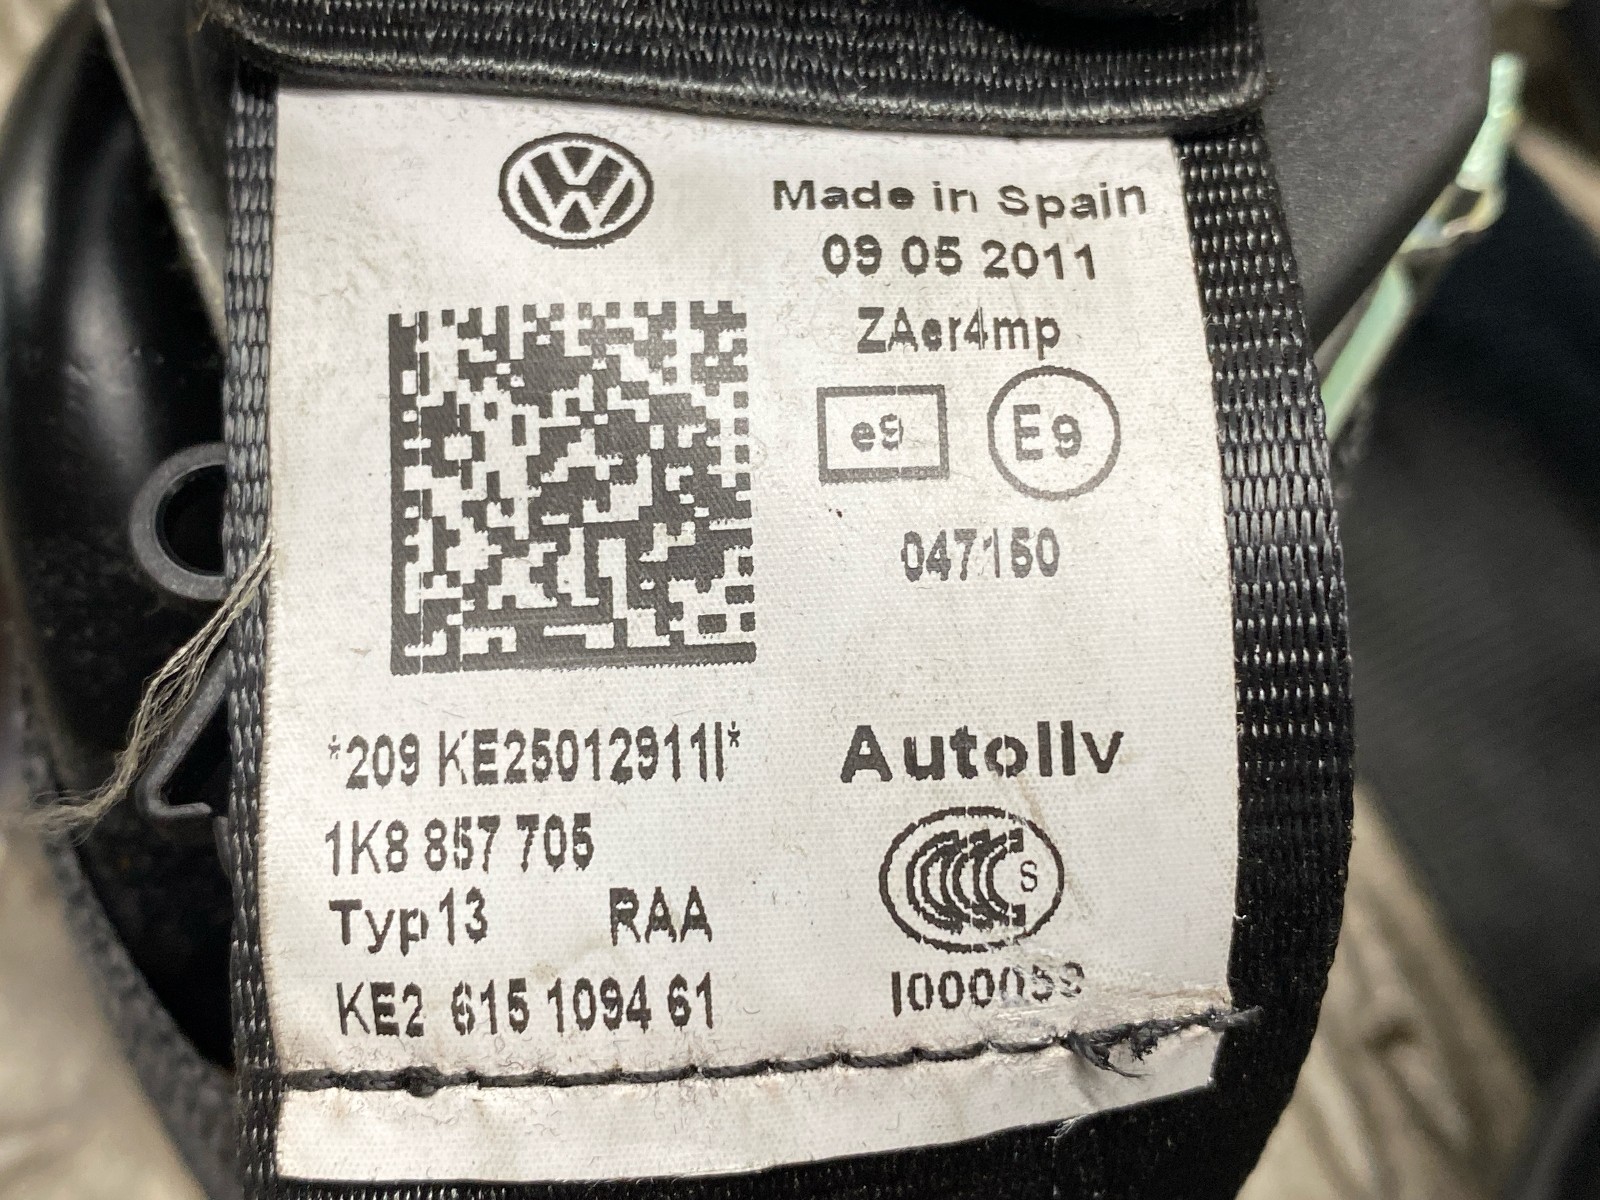 Made in Spain
09 05 2011
ZAer4mp
e9 E9
047150
*209 KE25012911I*
Autoliv
1K8 857 705
S
Typ13 RAA
KE2 615 1094 61